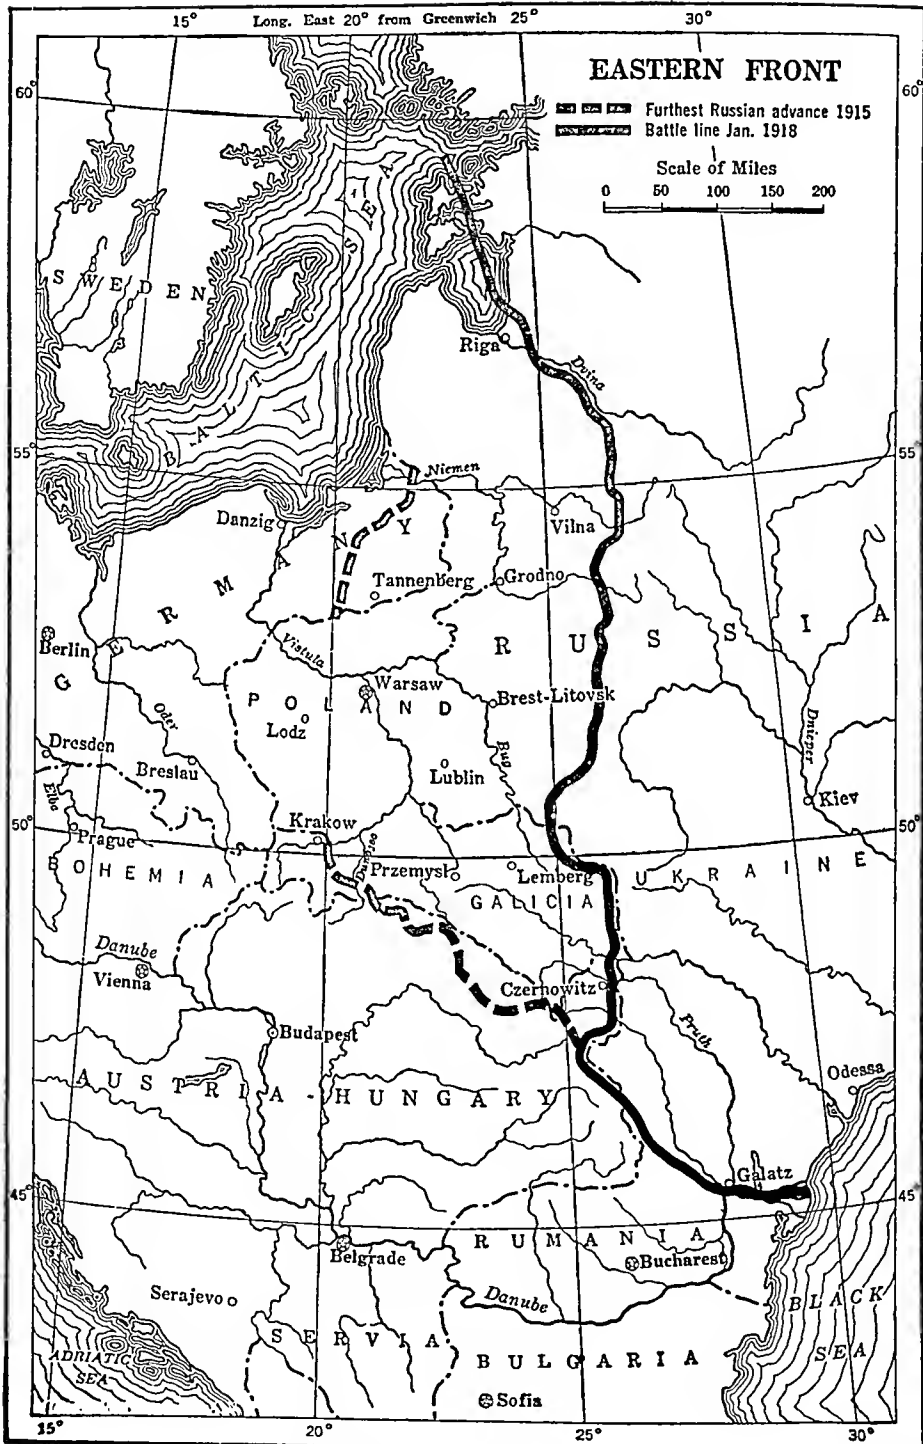 15° Long. East 20° from Greenwich 25° 30°
EASTERN FRONT
Furthest Russian advance 1915
Battle line Jan. 1918
Scale of Miles
0 50 100 150 200
60° 60°
SWEDEN
BALTIC SEA
Riga
Dvina
55° 55°
Niemen
Danzig
Vilna
GERMANY
Tannenberg
Grodno
RUSSIA
Berlin
Vistula
Warsaw
POLAND
Brest-Litovsk
Lodz
Oder
Bug
Dnieper
Dresden
Breslau
Lublin
Kiev
Elbe
Krakow
50° 50°
Prague
Dunajec
Przemysl
Lemberg
UKRAINE
BOHEMIA
GALICIA
Danube
Vienna
Czernowitz
Budapest
Pruth
Odessa
AUSTRIA-HUNGARY
Galatz
45° 45°
RUMANIA
Belgrade
Bucharest
Serajevo
Danube
BLACK SEA
SERVIA
ADRIATIC
SEA
BULGARIA
Sofia
15° 20° 25° 30°